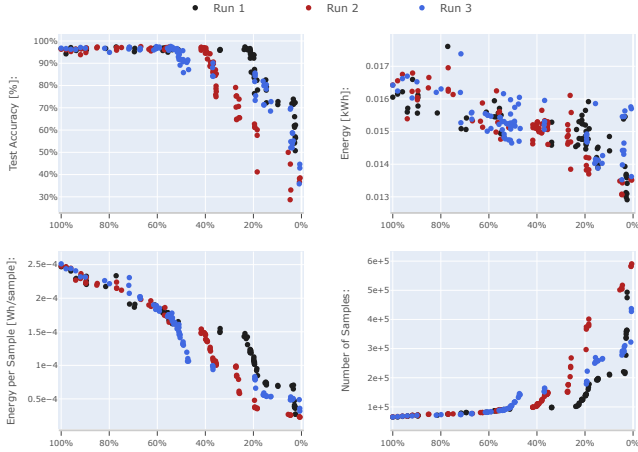 Run 1 Run 2 Run 3
Test Accuracy [%]:
100%
90%
80%
70%
60%
50%
40%
30%
100% 80% 60% 40% 20% 0%
Energy [kWh]:
0.017
0.016
0.015
0.014
0.013
100% 80% 60% 40% 20% 0%
Energy per Sample [Wh/sample]:
2.5e−4
2e−4
1.5e−4
1e−4
0.5e−4
100% 80% 60% 40% 20% 0%
Number of Samples:
6e+5
5e+5
4e+5
3e+5
2e+5
1e+5
100% 80% 60% 40% 20% 0%